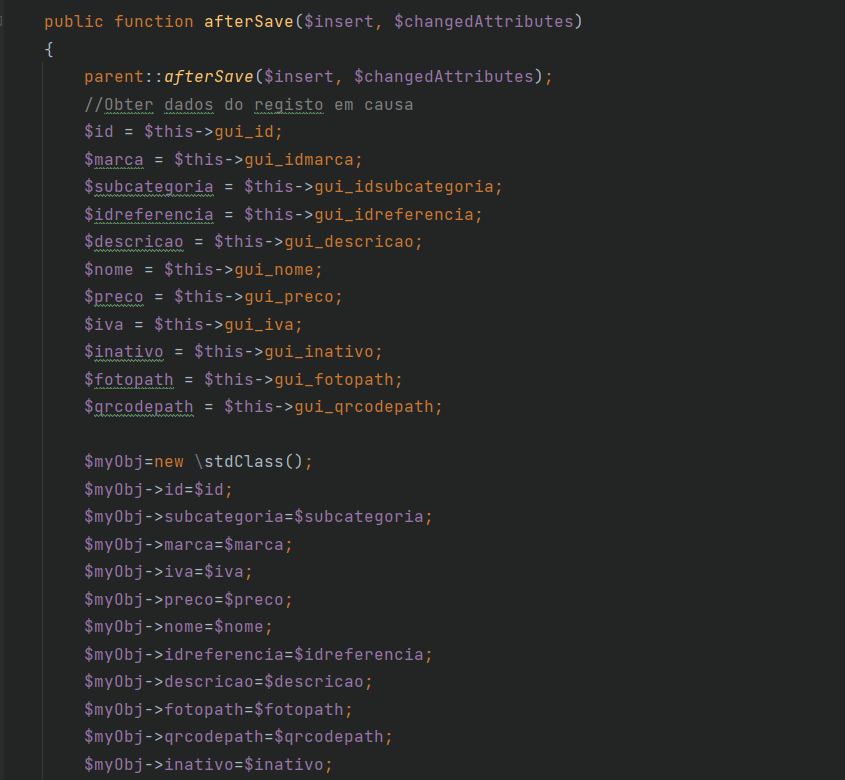 public function afterSave($insert, $changedAttributes)
{
parent::afterSave($insert, $changedAttributes);
//Obter dados do registo em causa
$id = $this->gui_id;
$marca = $this->gui_idmarca;
$subcategoria = $this->gui_idsubcategoria;
$idreferencia = $this->gui_idreferencia;
$descricao = $this->gui_descricao;
$nome = $this->gui_nome;
$preco = $this->gui_preco;
$iva = $this->gui_iva;
$inativo = $this->gui_inativo;
$fotopath = $this->gui_fotopath;
$qrcodepath = $this->gui_qrcodepath;
$myObj=new \stdClass();
$myObj->id=$id;
$myObj->subcategoria=$subcategoria;
$myObj->marca=$marca;
$myObj->iva=$iva;
$myObj->preco=$preco;
$myObj->nome=$nome;
$myObj->idreferencia=$idreferencia;
$myObj->descricao=$descricao;
$myObj->fotopath=$fotopath;
$myObj->qrcodepath=$qrcodepath;
$myObj->inativo=$inativo;